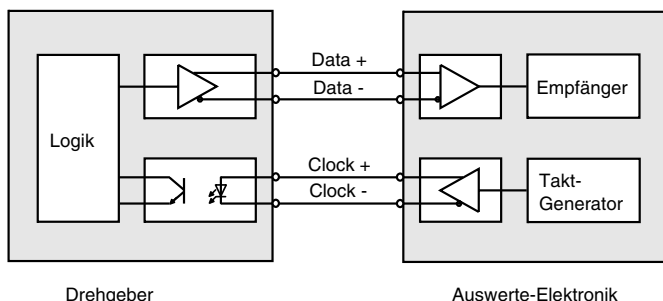 Data +
Data -
Empfänger
Logik
Clock +
Clock -
Takt-
Generator
Drehgeber
Auswerte-Elektronik